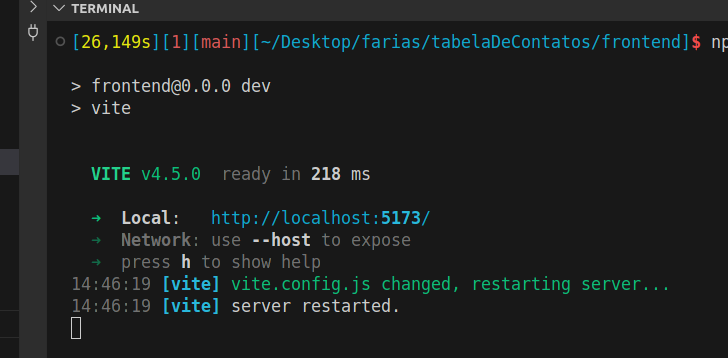 TERMINAL
[26,149s][1][main][~/Desktop/farias/tabelaDeContatos/frontend]$ np
> frontend@0.0.0 dev
> vite
VITE v4.5.0 ready in 218 ms
➜ Local: http://localhost:5173/
➜ Network: use --host to expose
➜ press h to show help
14:46:19 [vite] vite.config.js changed, restarting server...
14:46:19 [vite] server restarted.